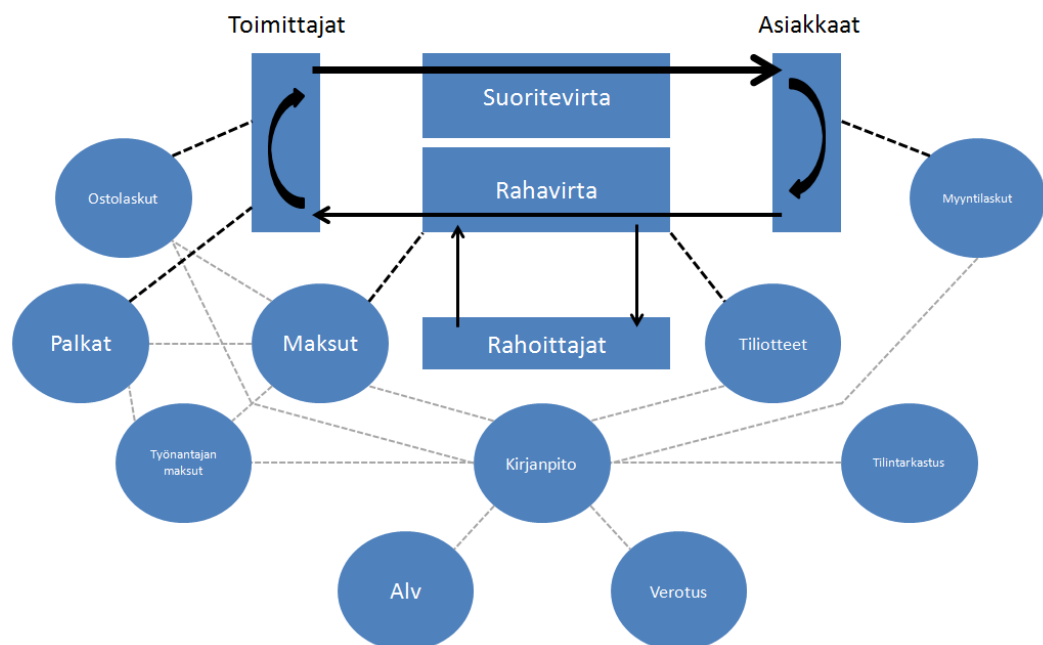 Toimittajat
Asiakkaat
Suoritevirta
Ostolaskut
Rahavirta
Myyntilaskut
Palkat
Maksut
Rahoittajat
Tiliotteet
Työnantajan
maksut
Kirjanpito
Tilintarkastus
Alv
Verotus